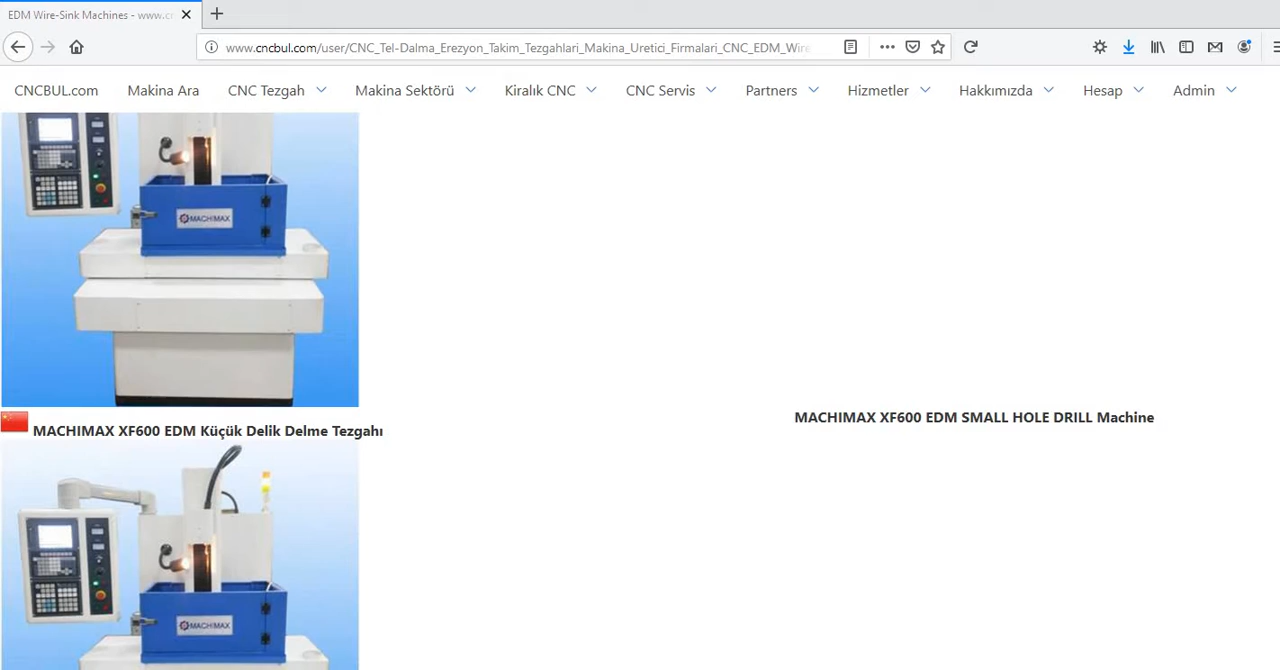 EDM Wire-Sink Machines - www.cn
www.cncbul.com/user/CNC_Tel-Dalma_Erezyon_Takim_Tezgahlari_Makina_Uretici_Firmalari_CNC_EDM_Wire
CNCBUL.com Makina Ara CNC Tezgah Makina Sektörü Kiralık CNC CNC Servis Partners Hizmetler Hakkımızda Hesap Admin
MACHIMAX
MACHIMAX XF600 EDM Küçük Delik Delme Tezgahı
MACHIMAX XF600 EDM SMALL HOLE DRILL Machine
MACHIMAX